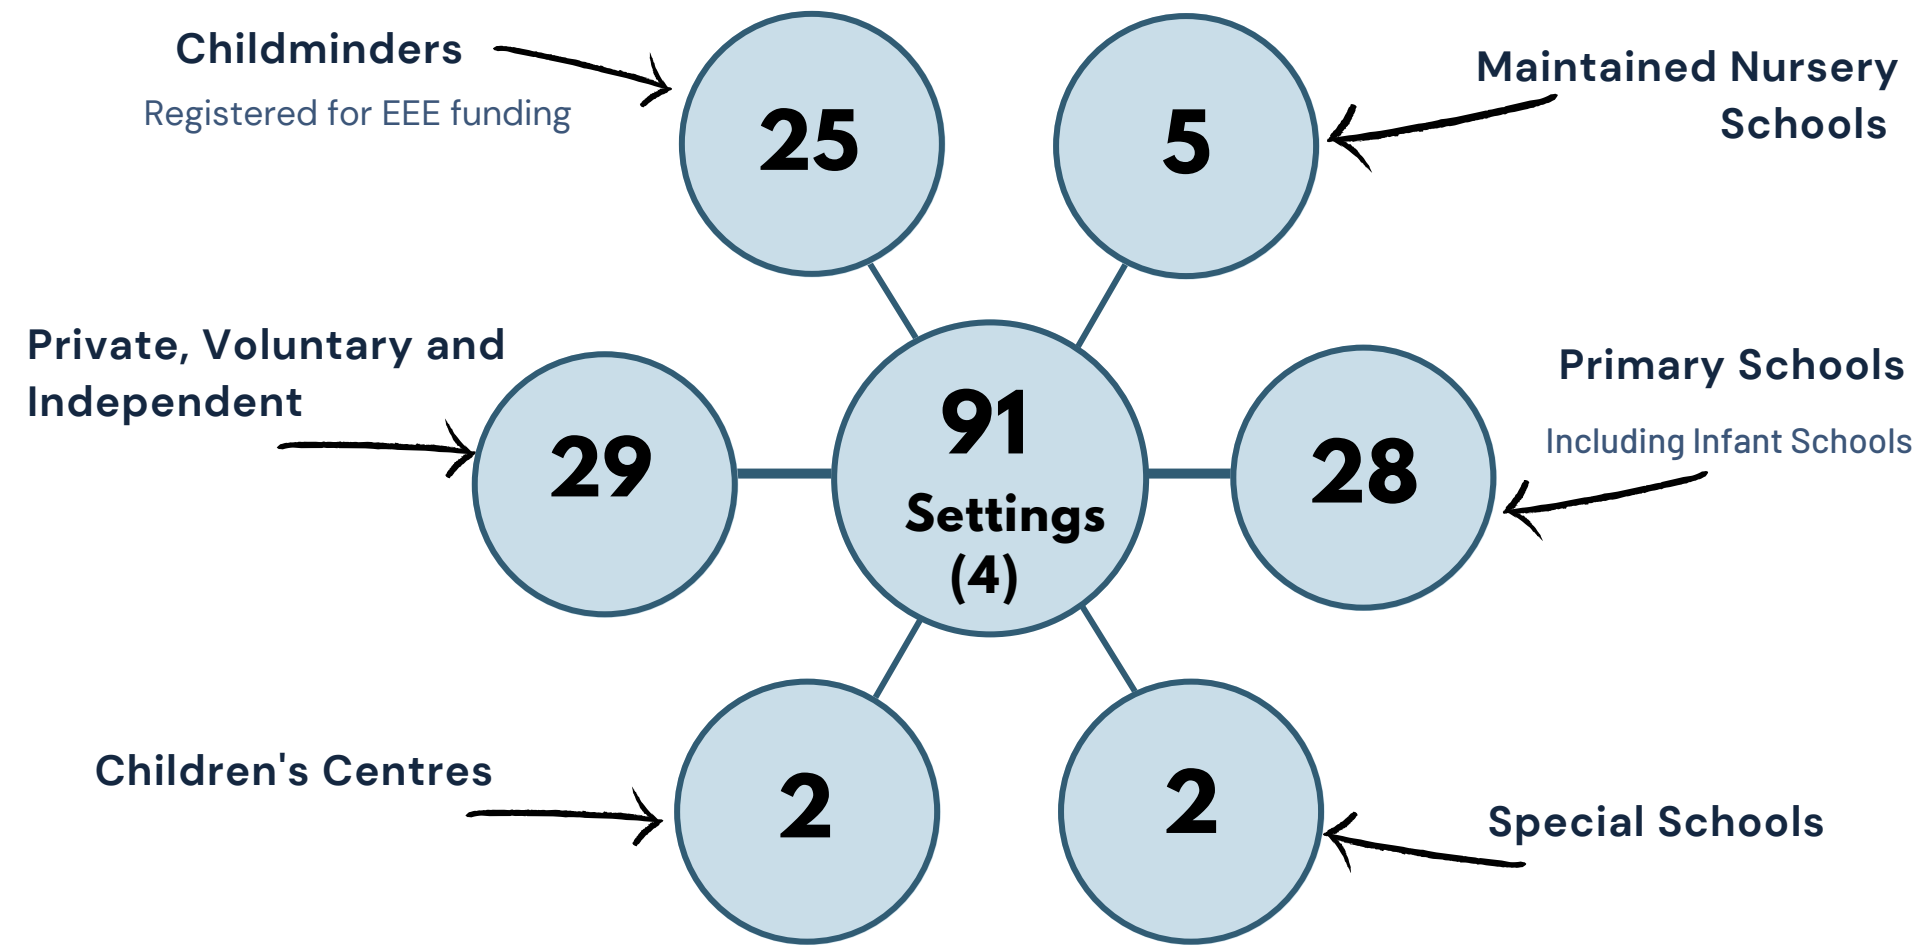 Childminders
Registered for EEE funding
25
5
Maintained Nursery
Schools
Private, Voluntary and
Independent
29
91
Settings
(4)
28
Primary Schools
Including Infant Schools
Children's Centres
2
2
Special Schools